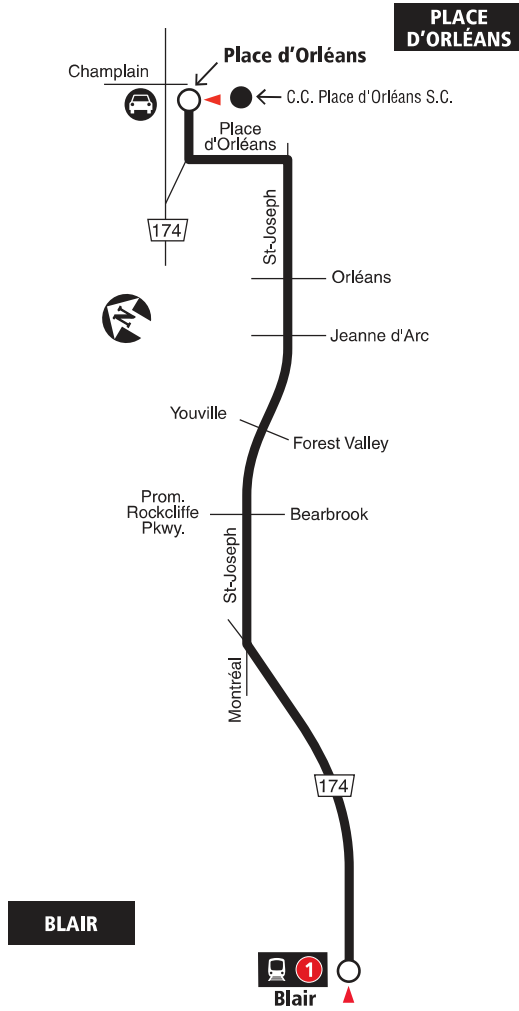 PLACE
D'ORLÉANS
Place d'Orléans
Champlain
C.C. Place d'Orléans S.C.
Place
d'Orléans
174
St-Joseph
Orléans
N
Jeanne d'Arc
Youville
Forest Valley
Prom.
Rockcliffe
Pkwy.
Bearbrook
St-Joseph
Montréal
174
BLAIR
1
Blair